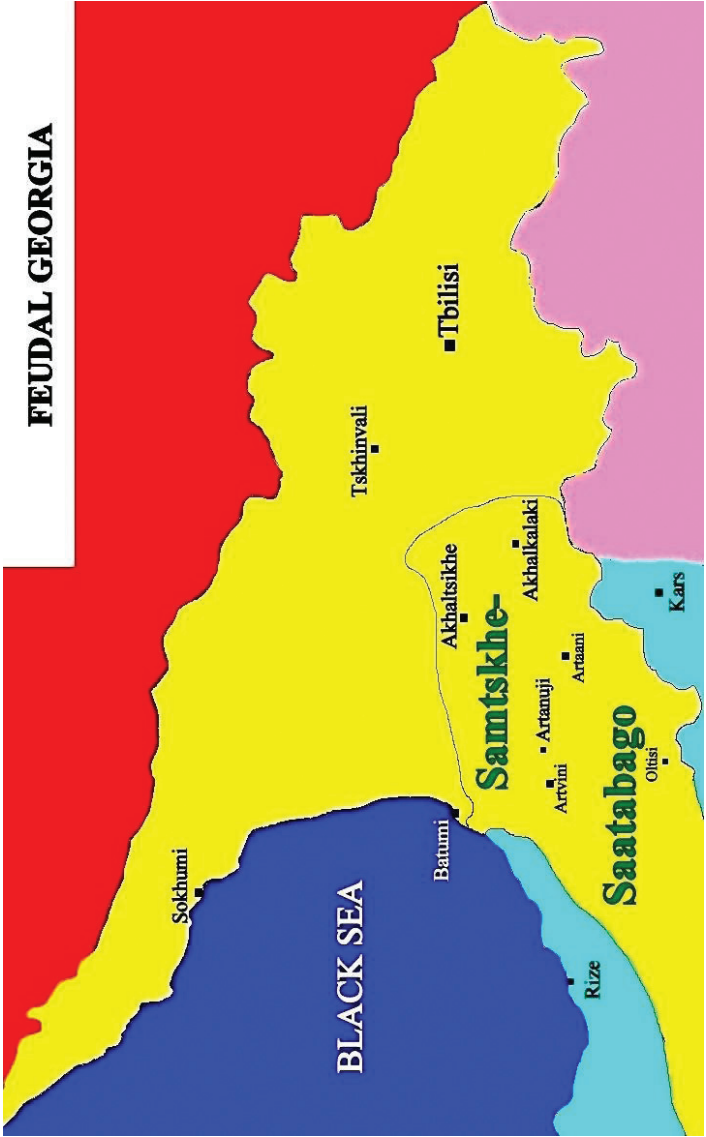 FEUDAL GEORGIA
Sokhumi
BLACK SEA
Tskhinvali
Batumi
Akhaltsikhe
Tbilisi
Samtskhe-
Akhalkalaki
Artanuji
Artvini
Artaani
Rize
Saatabago
Oltisi
Kars